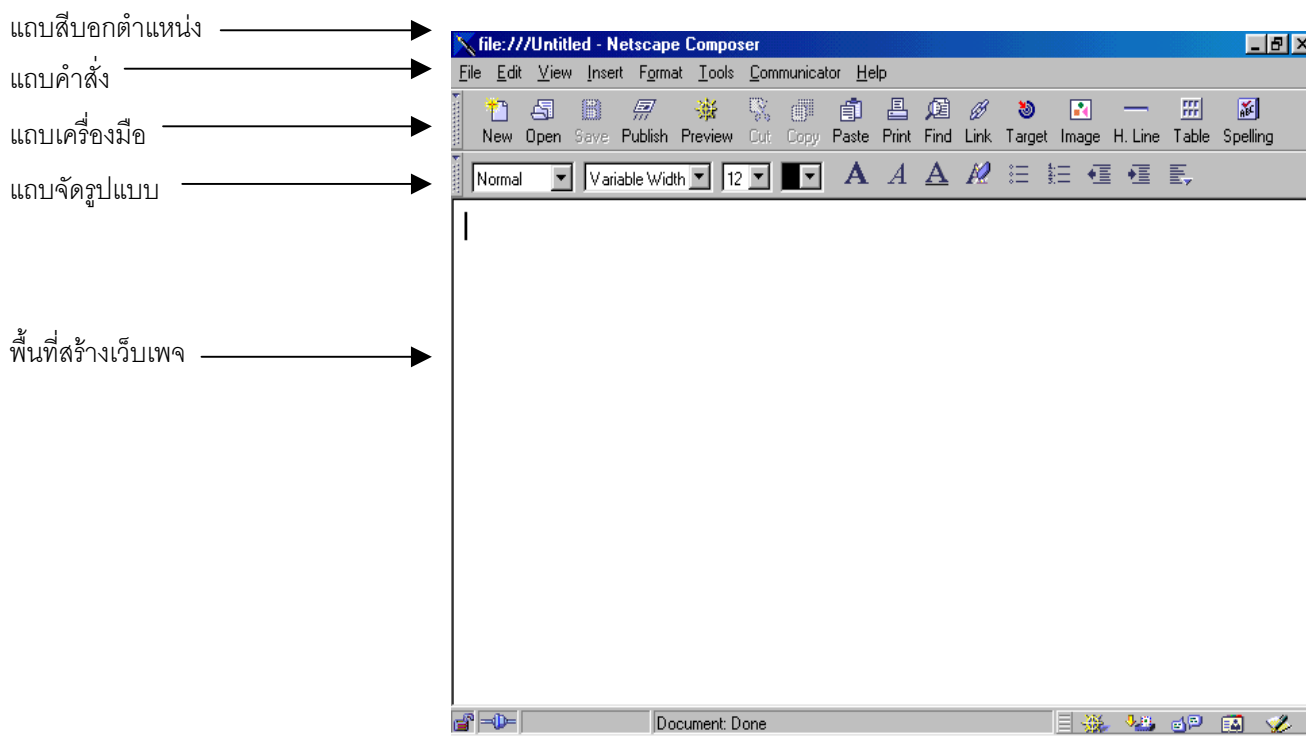 แถบสีบอกตำแหน่ง
แถบคำสั่ง
แถบเครื่องมือ
แถบจัดรูปแบบ
พื้นที่สร้างเว็บเพจ
file:///Untitled - Netscape Composer
File Edit View Insert Format Tools Communicator Help
New Open Save Publish Preview Cut Copy Paste Print Find Link Target Image H. Line Table Spelling
Normal Variable Width 12 A A A
Document: Done